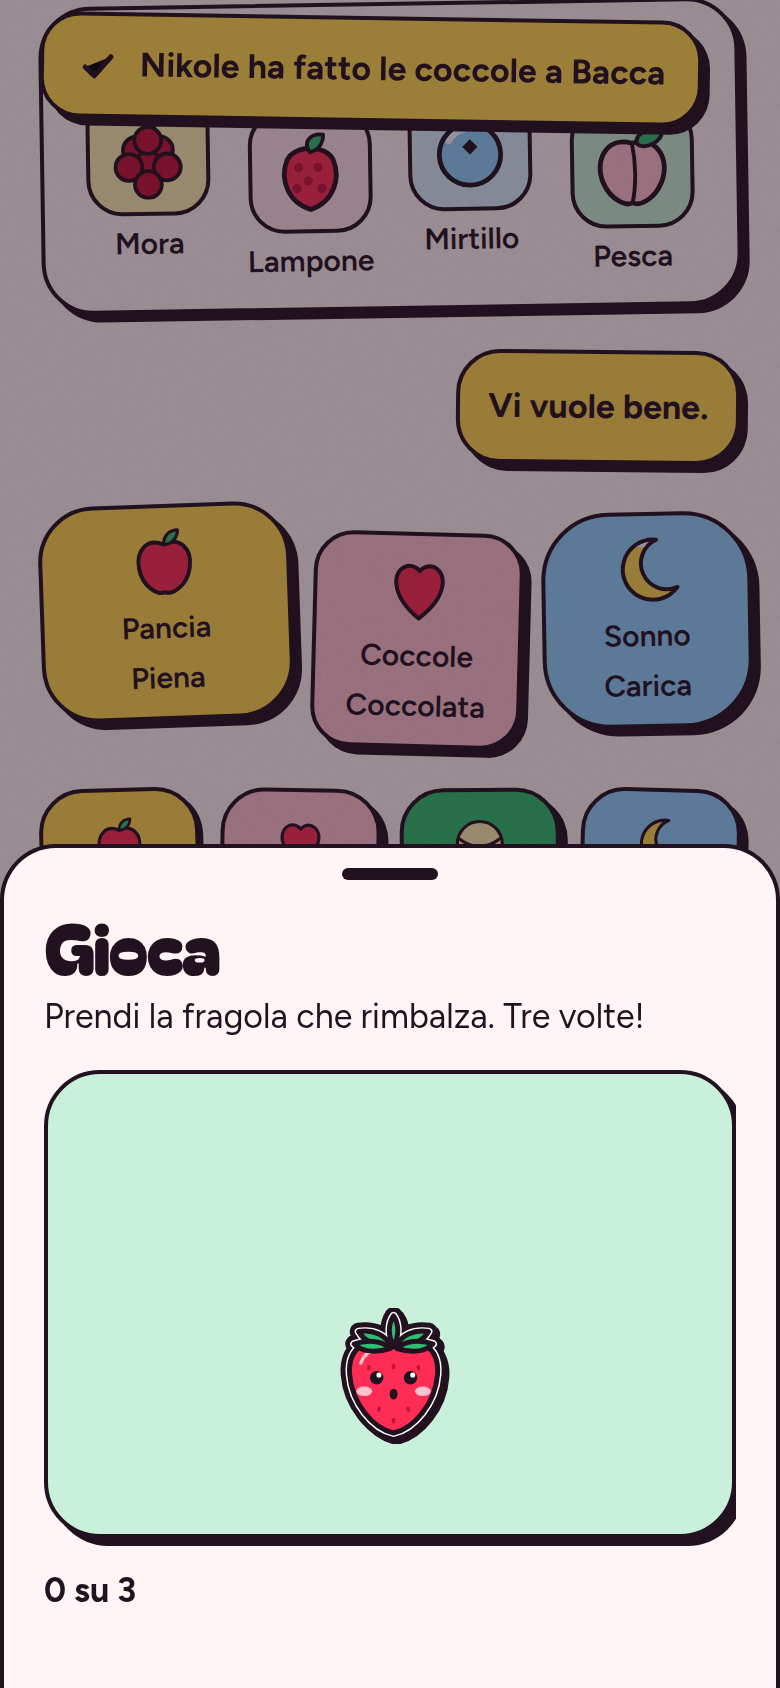 Nikole ha fatto le coccole a Bacca
Mora
Lampone
Mirtillo
Pesca
Vi vuole bene.
Pancia
Piena
Coccole
Coccolata
Sonno
Carica
Gioca
Prendi la fragola che rimbalza. Tre volte!
0 su 3